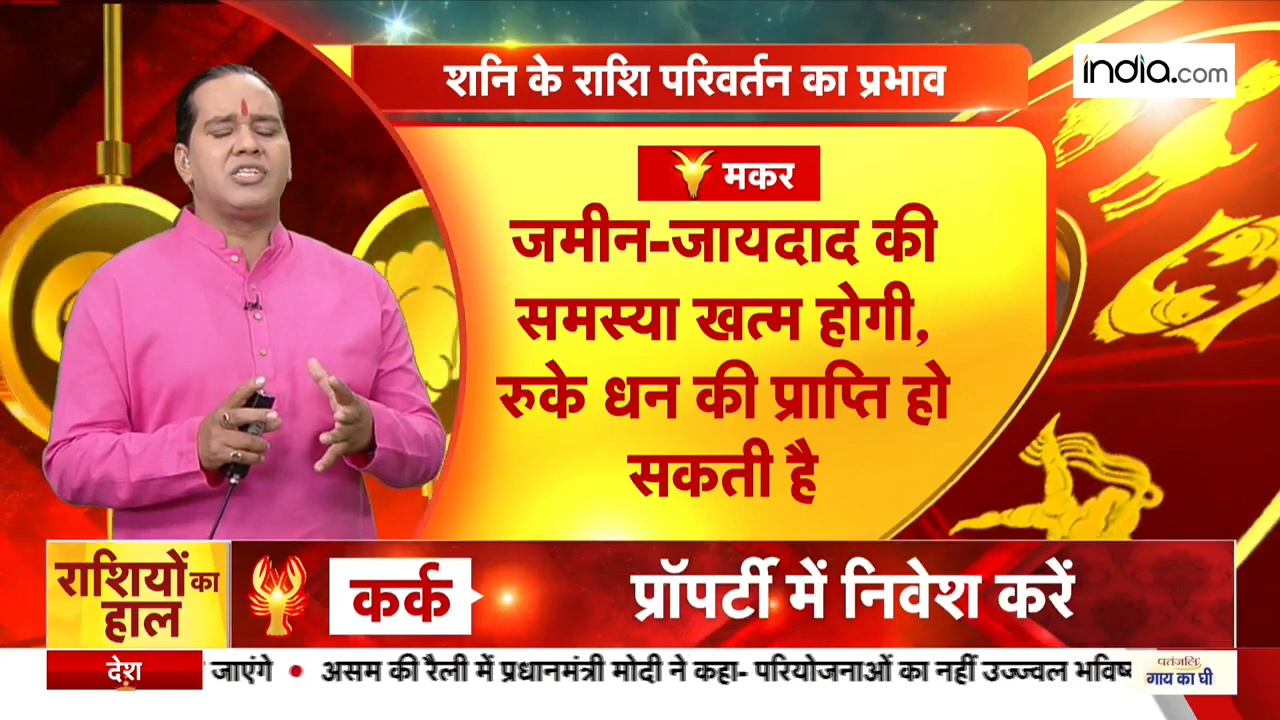 शनि के राशि परिवर्तन का प्रभाव
india.com
मकर
जमीन-जायदाद की
समस्या खत्म होगी,
रुके धन की प्राप्ति हो
सकती है
राशियों का
हाल
कर्क
प्रॉपर्टी में निवेश करें
देश
जाएंगे • असम की रैली में प्रधानमंत्री मोदी ने कहा- परियोजनाओं का नहीं उज्ज्वल
पतंजलि
गाय का घी